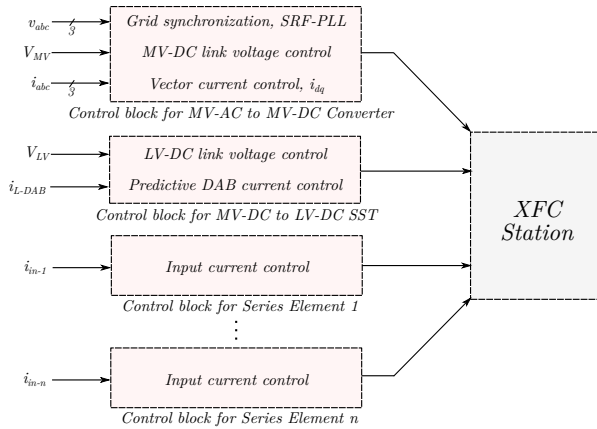 v_abc
3
Grid synchronization, SRF-PLL
V_MV
MV-DC link voltage control
i_abc
3
Vector current control, i_dq
Control block for MV-AC to MV-DC Converter
V_LV
LV-DC link voltage control
i_L-DAB
Predictive DAB current control
Control block for MV-DC to LV-DC SST
XFC
Station
i_in-1
Input current control
Control block for Series Element 1
i_in-n
Input current control
Control block for Series Element n